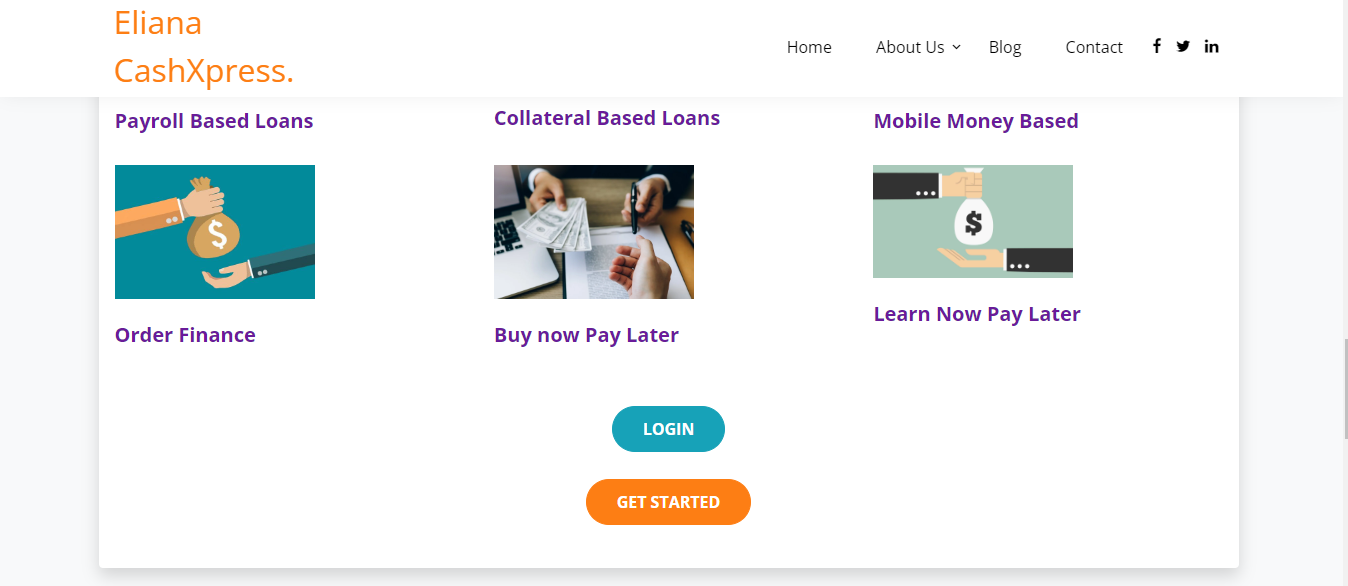 Eliana
CashXpress.
Home
About Us
Blog
Contact
Payroll Based Loans
Collateral Based Loans
Mobile Money Based
$
$
Order Finance
Buy now Pay Later
Learn Now Pay Later
LOGIN
GET STARTED